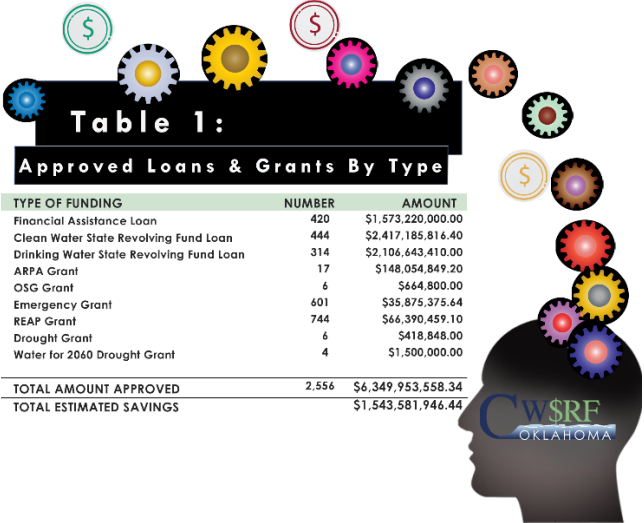 $ $
Table 1:
Approved Loans & Grants By Type
$
TYPE OF FUNDING NUMBER AMOUNT
Financial Assistance Loan 420 $1,573,220,000.00
Clean Water State Revolving Fund Loan 444 $2,417,185,816.40
Drinking Water State Revolving Fund Loan 314 $2,106,643,410.00
ARPA Grant 17 $148,054,849.20
OSG Grant 6 $664,800.00
Emergency Grant 601 $35,875,375.64
REAP Grant 744 $66,390,459.10
Drought Grant 6 $418,848.00
Water for 2060 Drought Grant 4 $1,500,000.00
TOTAL AMOUNT APPROVED 2,556 $6,349,953,558.34
TOTAL ESTIMATED SAVINGS $1,543,581,946.44
CW$RF
OKLAHOMA